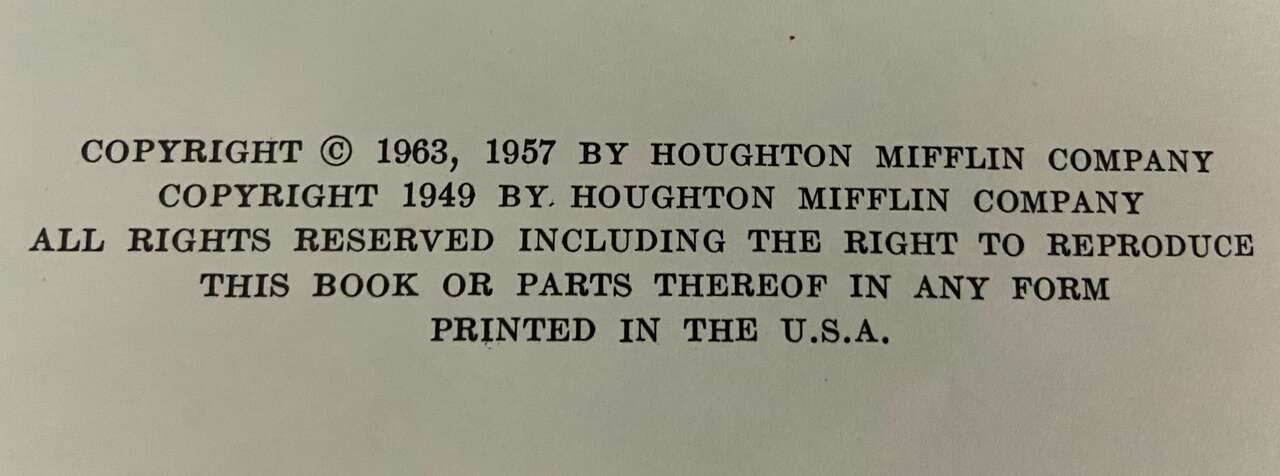 COPYRIGHT © 1963, 1957 BY HOUGHTON MIFFLIN COMPANY
COPYRIGHT 1949 BY HOUGHTON MIFFLIN COMPANY
ALL RIGHTS RESERVED INCLUDING THE RIGHT TO REPRODUCE
THIS BOOK OR PARTS THEREOF IN ANY FORM
PRINTED IN THE U.S.A.